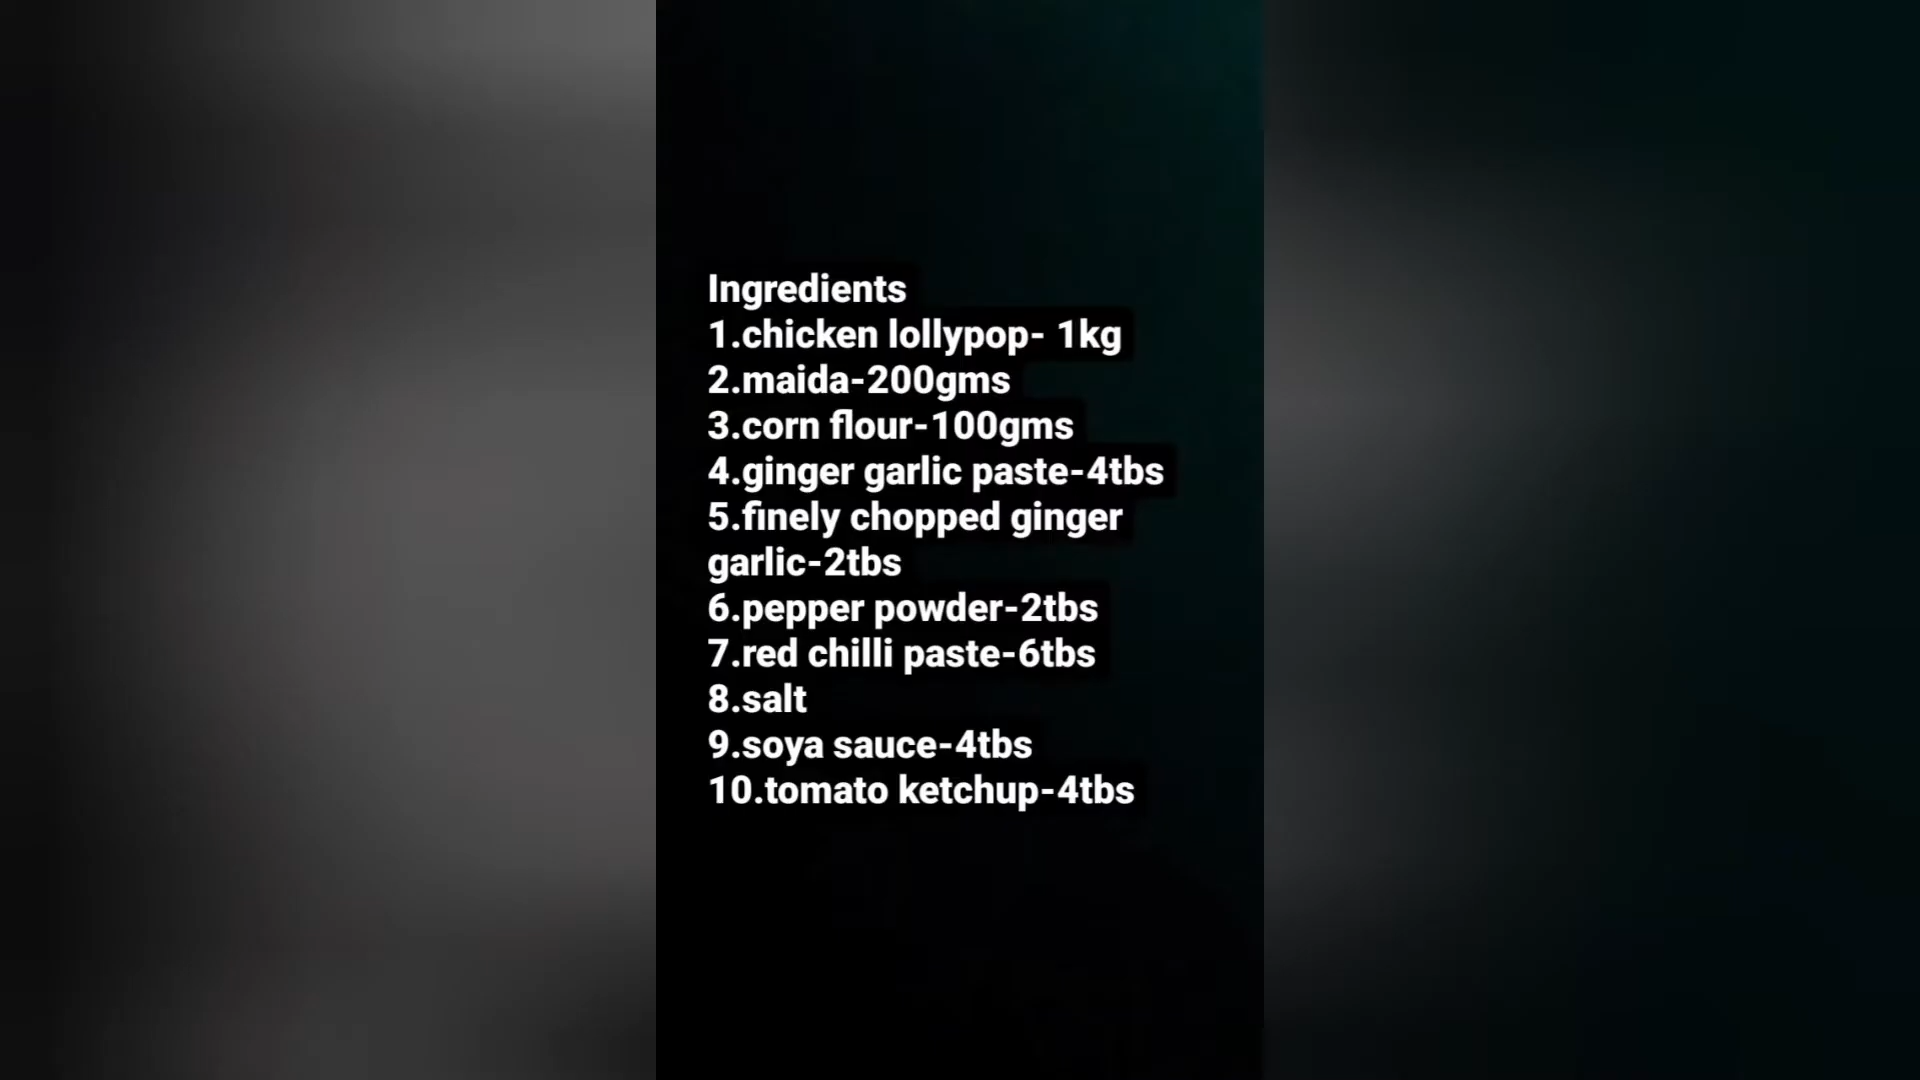 Ingredients
1.chicken lollypop- 1kg
2.maida-200gms
3.corn flour-100gms
4.ginger garlic paste-4tbs
5.finely chopped ginger
garlic-2tbs
6.pepper powder-2tbs
7.red chilli paste-6tbs
8.salt
9.soya sauce-4tbs
10.tomato ketchup-4tbs